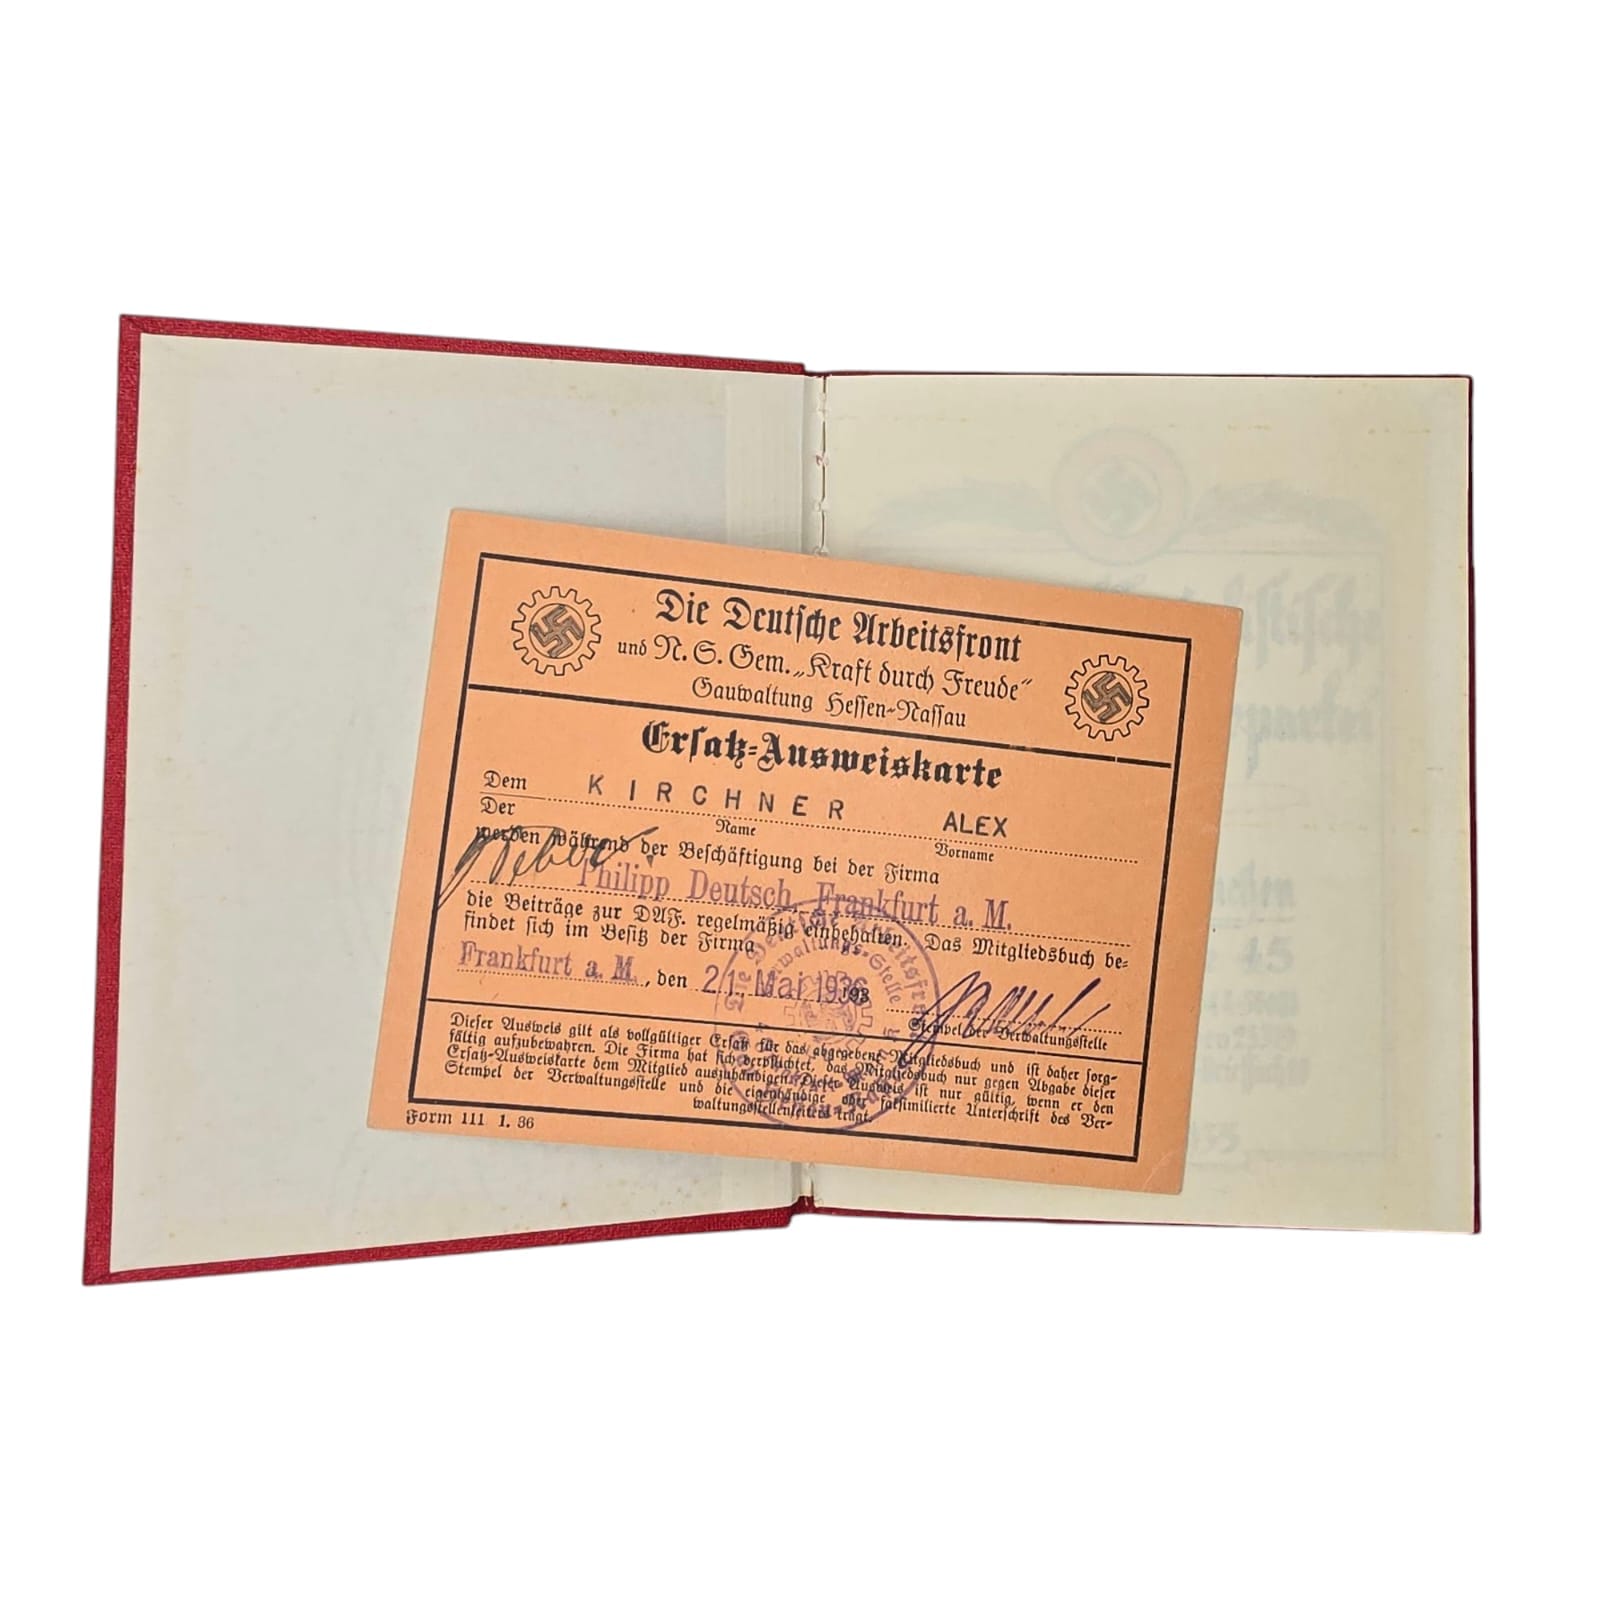 Die Deutsche Arbeitsfront
und N. S. Gem. „Kraft durch Freude“
Gauwaltung Hessen-Nassau
Ersatz-Ausweiskarte
Dem KIRCHNER ALEX
Der
Name Vorname
werden während der Beschäftigung bei der Firma
Philipp Deutsch, Frankfurt a. M.
die Beiträge zur DAF. regelmäßig einbehalten. Das Mitgliedsbuch be=
findet sich im Besitz der Firma
Frankfurt a. M., den 21. Mai 1936 193
Stempel der Verwaltungsstelle
Dieser Ausweis gilt als vollgültiger Ersatz für das abgegebene Mitgliedsbuch und ist daher sorg-
fältig aufzubewahren. Die Firma hat sich verpflichtet, das Mitgliedsbuch nur gegen Abgabe dieser
Ersatz-Ausweiskarte dem Mitglied auszuhändigen. Dieser Ausweis ist nur gültig, wenn er den
Stempel der Verwaltungsstelle und die eigenhändige oder faksimilierte Unterschrift des Ver-
waltungsstellenleiters trägt.
Form III 1. 36